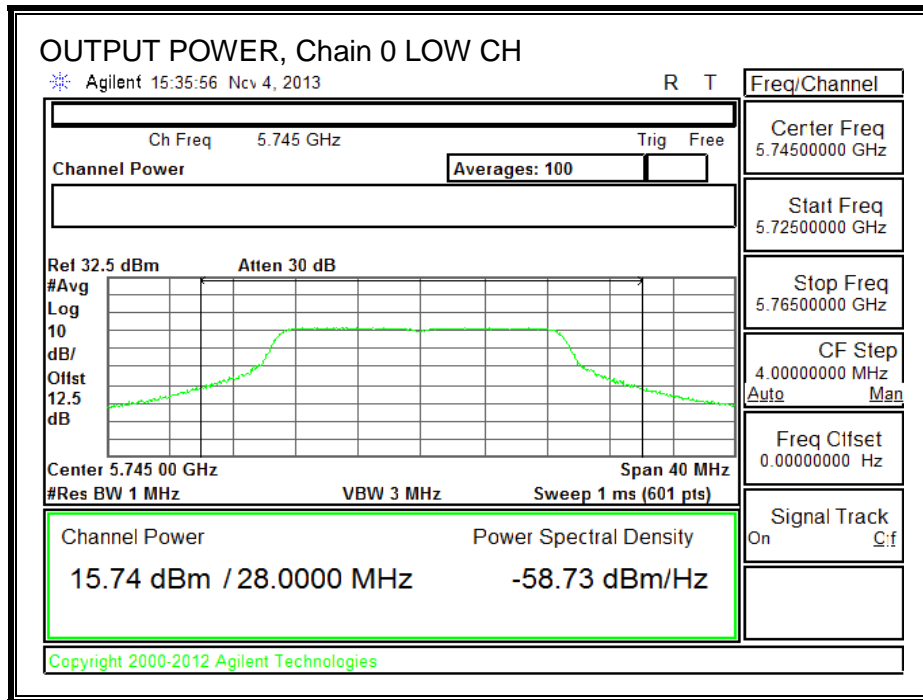 OUTPUT POWER, Chain 0 LOW CH
Agilent 15:35:56 Nov 4, 2013 R T
Freq/Channel
Ch Freq 5.745 GHz Trig Free
Channel Power Averages: 100
Center Freq
5.74500000 GHz
Start Freq
5.72500000 GHz
Stop Freq
5.76500000 GHz
CF Step
4.00000000 MHz
Auto Man
Freq Offset
0.00000000 Hz
Signal Track
On Off
Ref 32.5 dBm Atten 30 dB
#Avg
Log
10
dB/
Offst
12.5
dB
Center 5.745 00 GHz Span 40 MHz
#Res BW 1 MHz VBW 3 MHz Sweep 1 ms (601 pts)
Channel Power Power Spectral Density
15.74 dBm / 28.0000 MHz -58.73 dBm/Hz
Copyright 2000-2012 Agilent Technologies